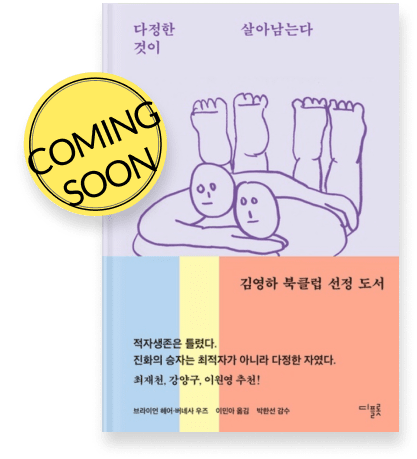 다정한 살아남는다
것이
COMING
SOON
김영하 북클럽 선정 도서
적자생존은 틀렸다.
진화의 승자는 최적자가 아니라 다정한 자였다.
최재천, 강양구, 이원영 추천!
브라이언 헤어·버네사 우즈 이민아 옮김 박한선 감수
디플롯